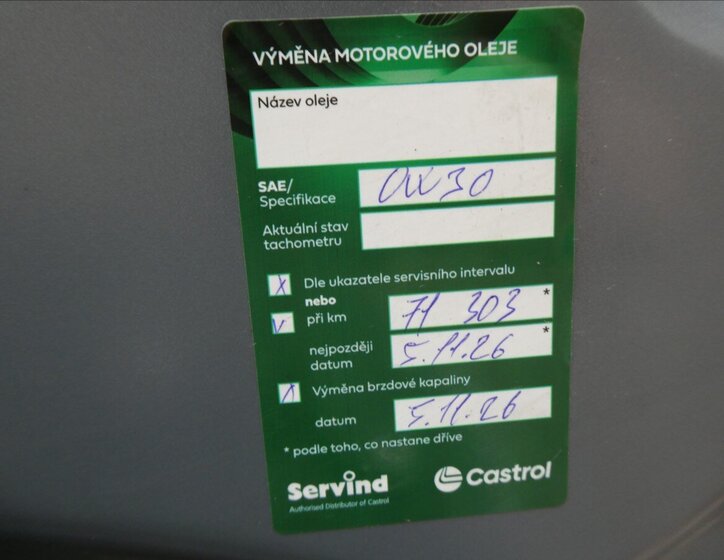 VÝMĚNA MOTOROVÉHO OLEJE
Název oleje
SAE/
Specifikace
0W30
Aktuální stav
tachometru
X Dle ukazatele servisního intervalu
nebo
při km
71 303 *
nejpozději
datum
5.11.26 *
Výměna brzdové kapaliny
datum
5.11.26
* podle toho, co nastane dříve
Servind
Authorised Distributor of Castrol
Castrol